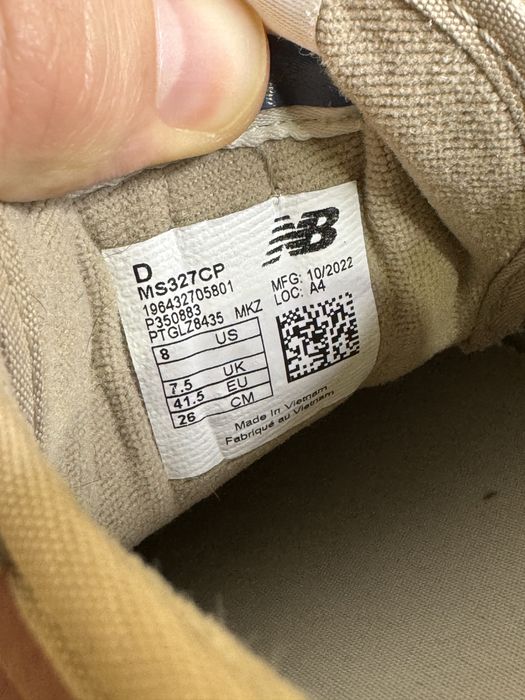 D
MS327CP
196432705801
P350883
PTGLZ8435 MKZ
NB
MFG: 10/2022
LOC: A4
8 US
7.5 UK
41.5 EU
26 CM
Made in Vietnam
Fabriqué au Vietnam